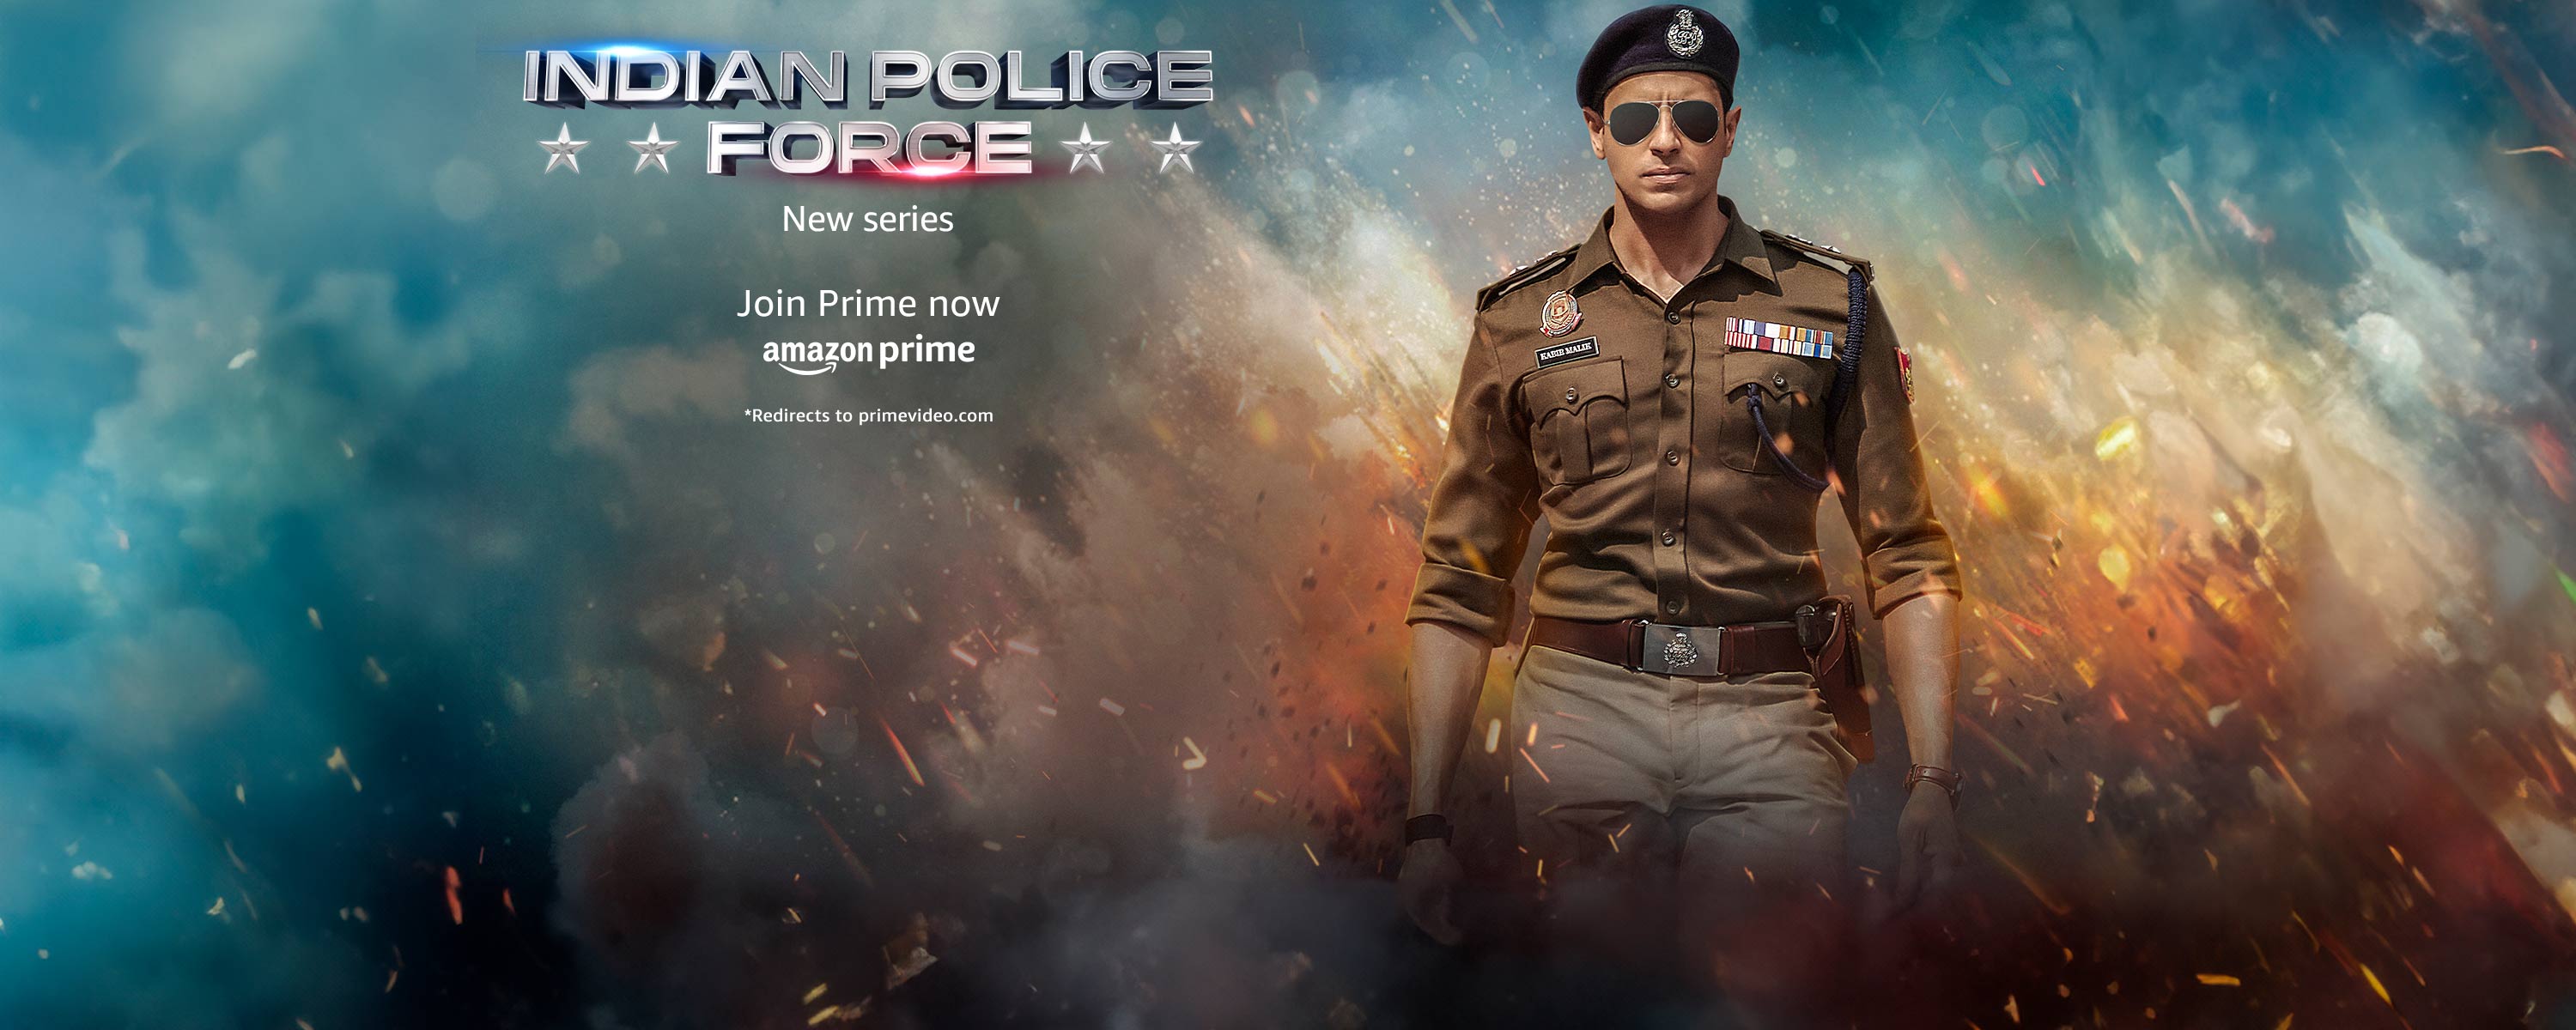 INDIAN POLICE
FORCE
New series
Join Prime now
amazon prime
*Redirects to primevideo.com
KABIR MALIK